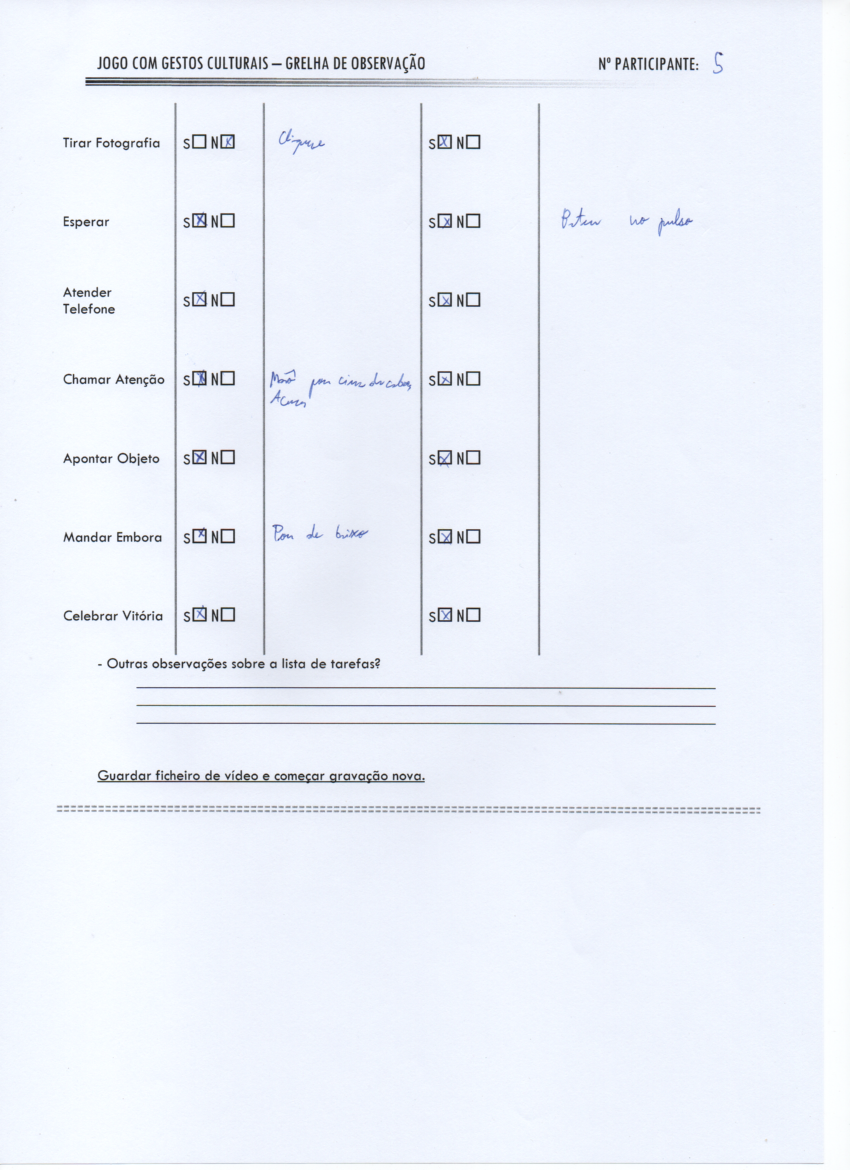 JOGO COM GESTOS CULTURAIS – GRELHA DE OBSERVAÇÃO Nº PARTICIPANTE: 5
Tirar Fotografia S☐ N☒ Clique S☒ N☐
Esperar S☒ N☐ S☒ N☐ Bater no pulso
Atender
Telefone S☒ N☐ S☒ N☐
Chamar Atenção S☒ N☐ Mão por cima da cabeça S☒ N☐
Apontar Objeto S☒ N☐ S☒ N☐
Mandar Embora S☒ N☐ Por de baixo S☒ N☐
Celebrar Vitória S☒ N☐ S☒ N☐
- Outras observações sobre a lista de tarefas?
Guardar ficheiro de vídeo e começar gravação nova.